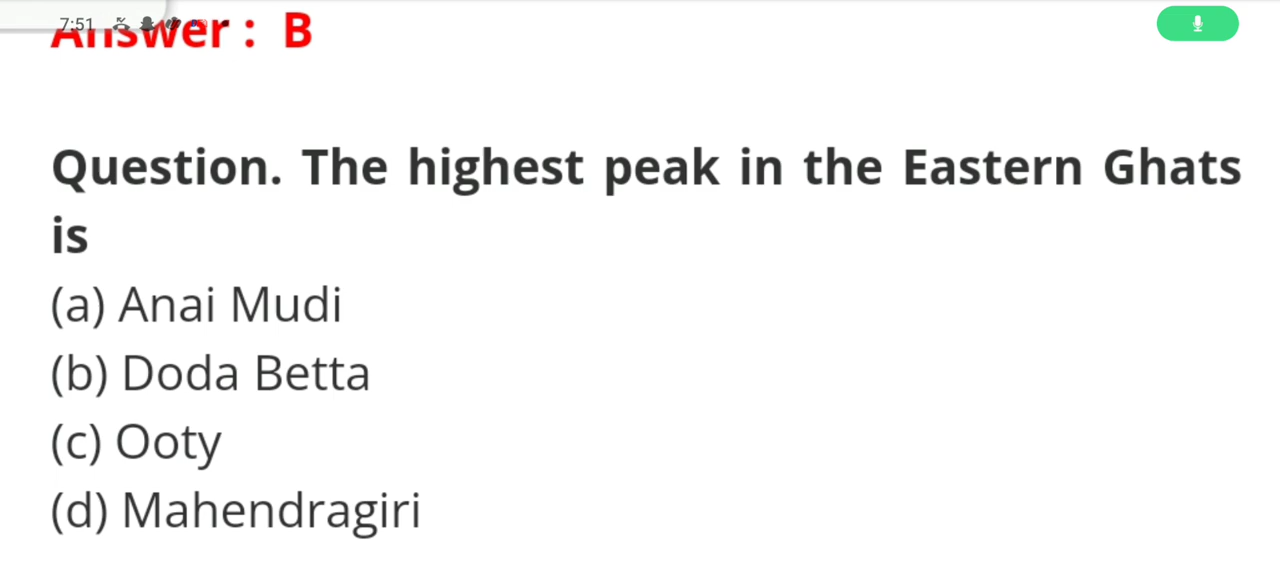 7:51
Answer : B
Question. The highest peak in the Eastern Ghats
is
(a) Anai Mudi
(b) Doda Betta
(c) Ooty
(d) Mahendragiri